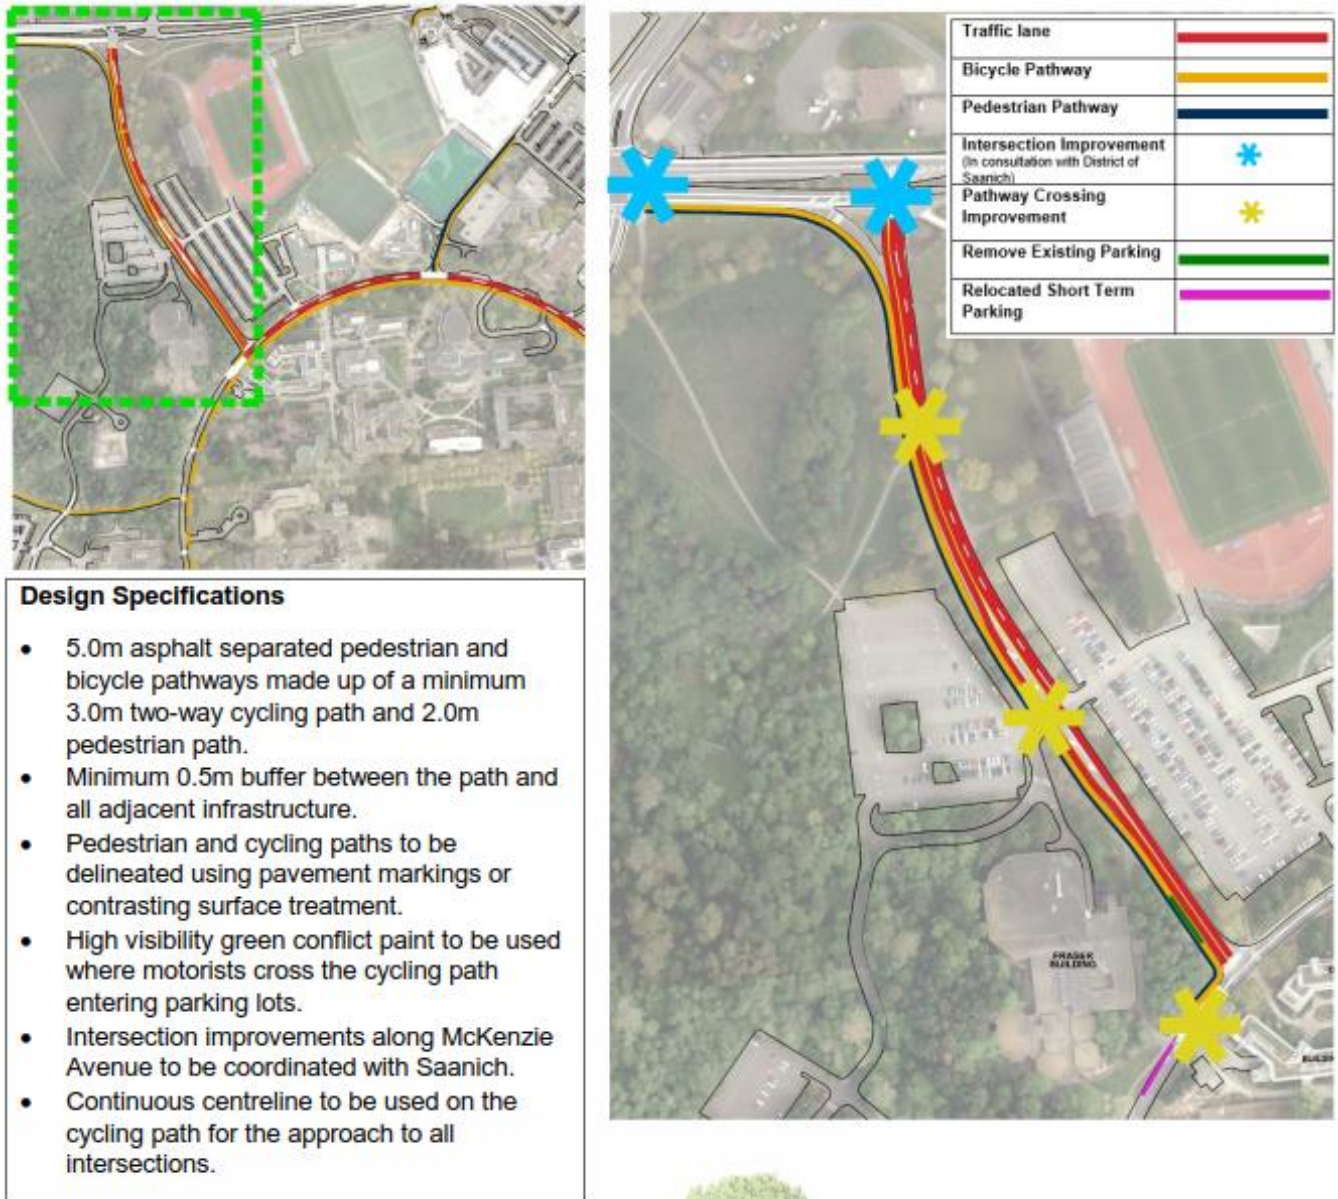 Traffic lane
Bicycle Pathway
Pedestrian Pathway
Intersection Improvement
(In consultation with District of
Saanich)
Pathway Crossing
Improvement
Remove Existing Parking
Relocated Short Term
Parking
Design Specifications
• 5.0m asphalt separated pedestrian and
bicycle pathways made up of a minimum
3.0m two-way cycling path and 2.0m
pedestrian path.
• Minimum 0.5m buffer between the path and
all adjacent infrastructure.
• Pedestrian and cycling paths to be
delineated using pavement markings or
contrasting surface treatment.
• High visibility green conflict paint to be used
where motorists cross the cycling path
entering parking lots.
• Intersection improvements along McKenzie
Avenue to be coordinated with Saanich.
• Continuous centreline to be used on the
cycling path for the approach to all
intersections.
FRASER
BUILDING